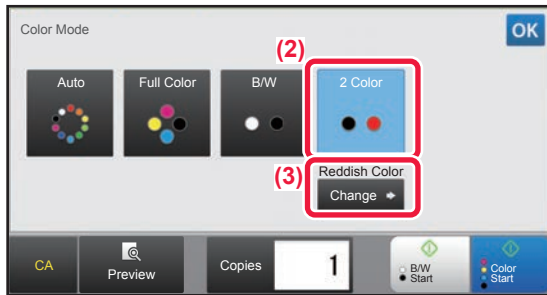 Color Mode
OK
(2)
Auto
Full Color
B/W
2 Color
(3)
Reddish Color
Change
CA
Preview
Copies
1
B/W
Start
Color
Start